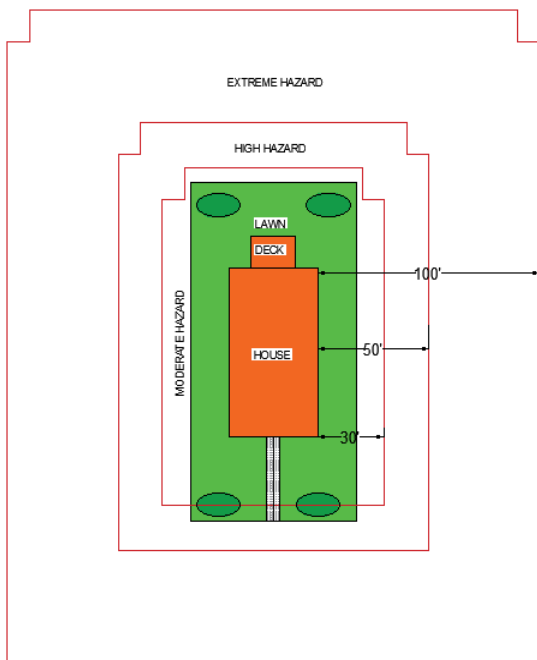 EXTREME HAZARD
HIGH HAZARD
LAWN
DECK
100'
MODERATE HAZARD
50'
HOUSE
30'